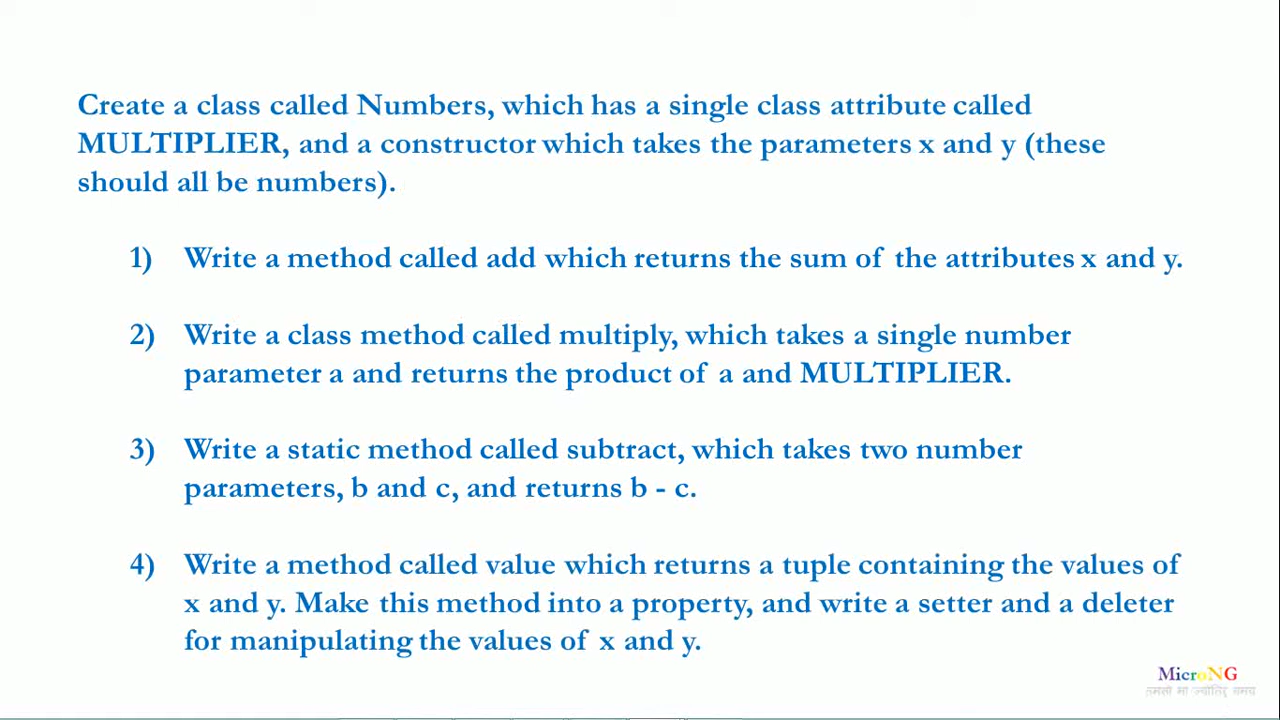 Create a class called Numbers, which has a single class attribute called
MULTIPLIER, and a constructor which takes the parameters x and y (these
should all be numbers).
1) Write a method called add which returns the sum of the attributes x and y.
2) Write a class method called multiply, which takes a single number
parameter a and returns the product of a and MULTIPLIER.
3) Write a static method called subtract, which takes two number
parameters, b and c, and returns b - c.
4) Write a method called value which returns a tuple containing the values of
x and y. Make this method into a property, and write a setter and a deleter
for manipulating the values of x and y.
MicroNG